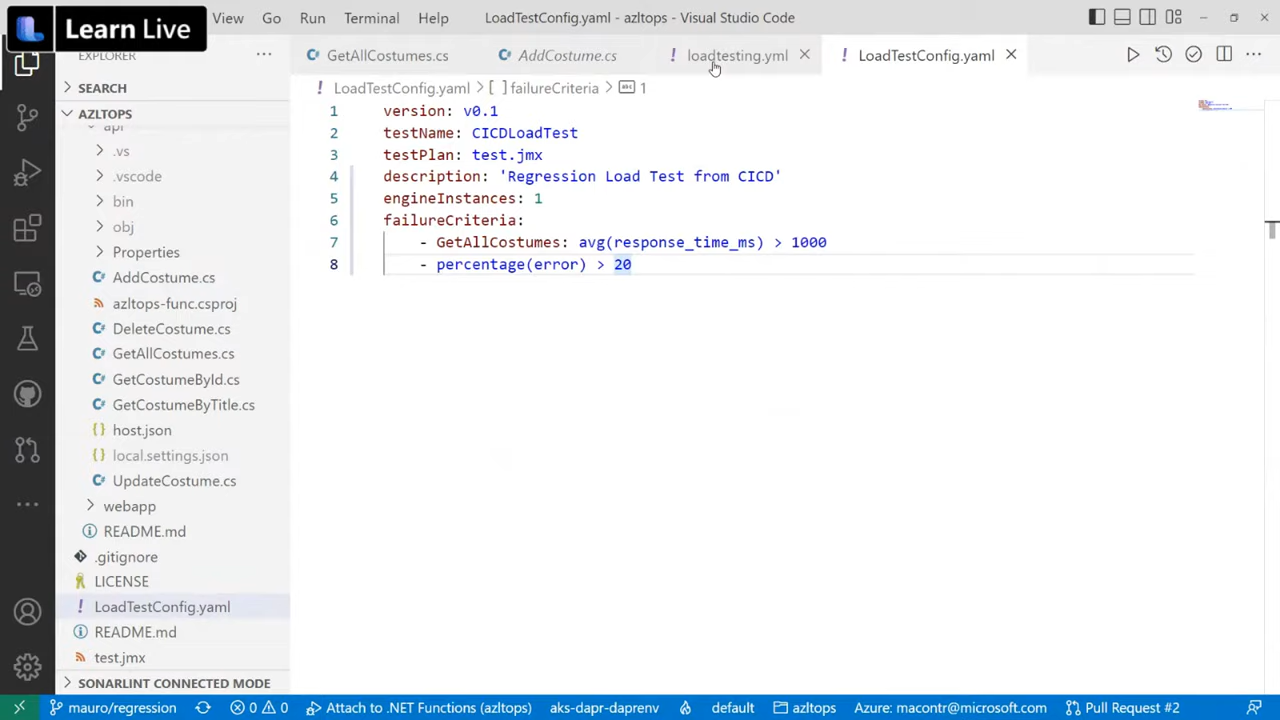 Learn Live
View Go Run Terminal Help
LoadTestConfig.yaml - azltops - Visual Studio Code
EXPLORER
GetAllCostumes.cs
AddCostume.cs
loadtesting.yml
LoadTestConfig.yaml
SEARCH
LoadTestConfig.yaml > [ ] failureCriteria > abc 1
AZLTOPS
api
.vs
.vscode
bin
obj
Properties
AddCostume.cs
azltops-func.csproj
DeleteCostume.cs
GetAllCostumes.cs
GetCostumeById.cs
GetCostumeByTitle.cs
host.json
local.settings.json
UpdateCostume.cs
webapp
README.md
.gitignore
LICENSE
LoadTestConfig.yaml
README.md
test.jmx
SONARLINT CONNECTED MODE
1 version: v0.1
2 testName: CICDLoadTest
3 testPlan: test.jmx
4 description: 'Regression Load Test from CICD'
5 engineInstances: 1
6 failureCriteria:
7 - GetAllCostumes: avg(response_time_ms) > 1000
8 - percentage(error) > 20
mauro/regression 0 0 Attach to .NET Functions (azltops) aks-dapr-daprenv default azltops Azure: macontr@microsoft.com Pull Request #2